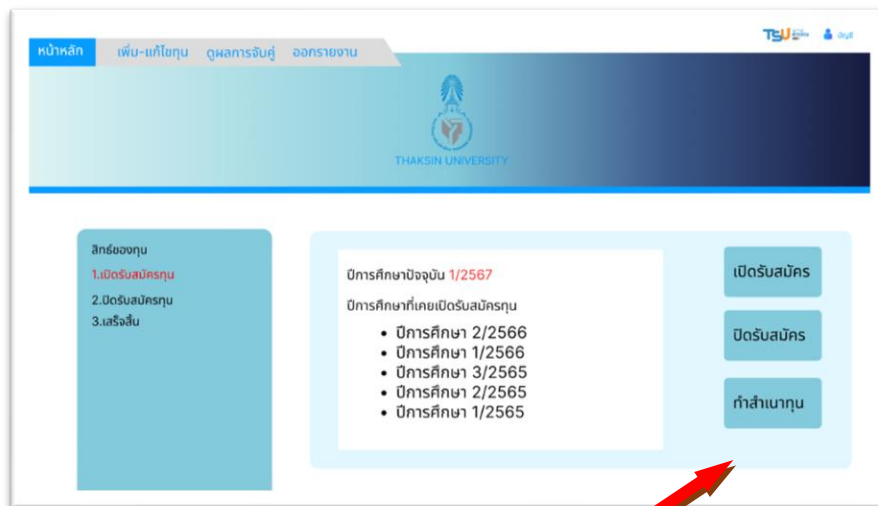 หน้าหลัก เพิ่ม-แก้ไขทุน ดูผลการจับคู่ ออกรายงาน
TSU
บัญชี
THAKSIN UNIVERSITY
สิทธ์ของทุน
1.เปิดรับสมัครทุน
2.ปิดรับสมัครทุน
3.เสร็จสิ้น
ปีการศึกษาปัจจุบัน 1/2567
ปีการศึกษาที่เคยเปิดรับสมัครทุน
• ปีการศึกษา 2/2566
• ปีการศึกษา 1/2566
• ปีการศึกษา 3/2565
• ปีการศึกษา 2/2565
• ปีการศึกษา 1/2565
เปิดรับสมัคร
ปิดรับสมัคร
ทำสำเนาทุน